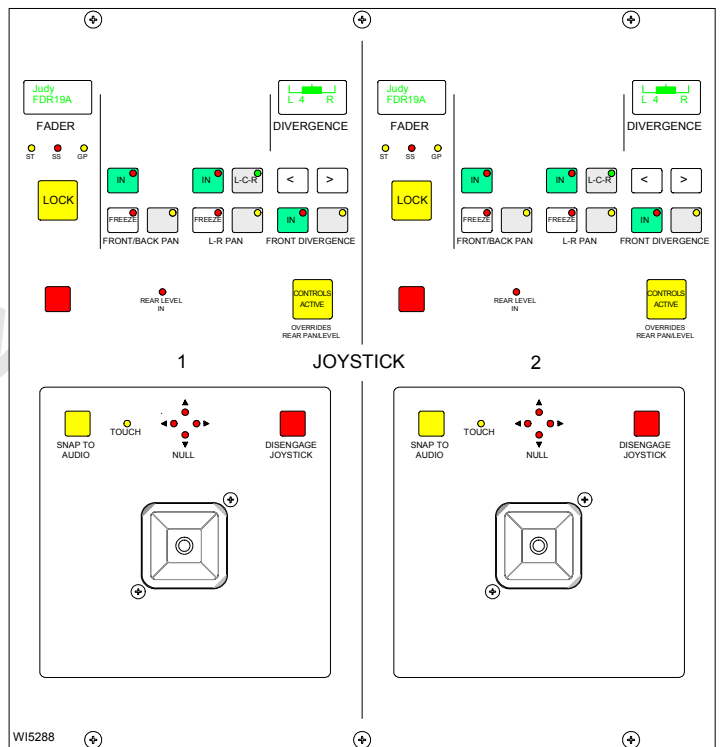 Judy
FDR19A
L 4 R
FADER
DIVERGENCE
ST SS GP
LOCK
IN
IN
L-C-R
<
>
FREEZE
FREEZE
IN
FRONT/BACK PAN
L-R PAN
FRONT DIVERGENCE
REAR LEVEL
IN
CONTROLS
ACTIVE
OVERRIDES
REAR PAN/LEVEL
Judy
FDR19A
L 4 R
FADER
DIVERGENCE
ST SS GP
LOCK
IN
IN
L-C-R
<
>
FREEZE
FREEZE
IN
FRONT/BACK PAN
L-R PAN
FRONT DIVERGENCE
REAR LEVEL
IN
CONTROLS
ACTIVE
OVERRIDES
REAR PAN/LEVEL
1 JOYSTICK 2
SNAP TO
AUDIO
TOUCH
NULL
DISENGAGE
JOYSTICK
SNAP TO
AUDIO
TOUCH
NULL
DISENGAGE
JOYSTICK
WI5288